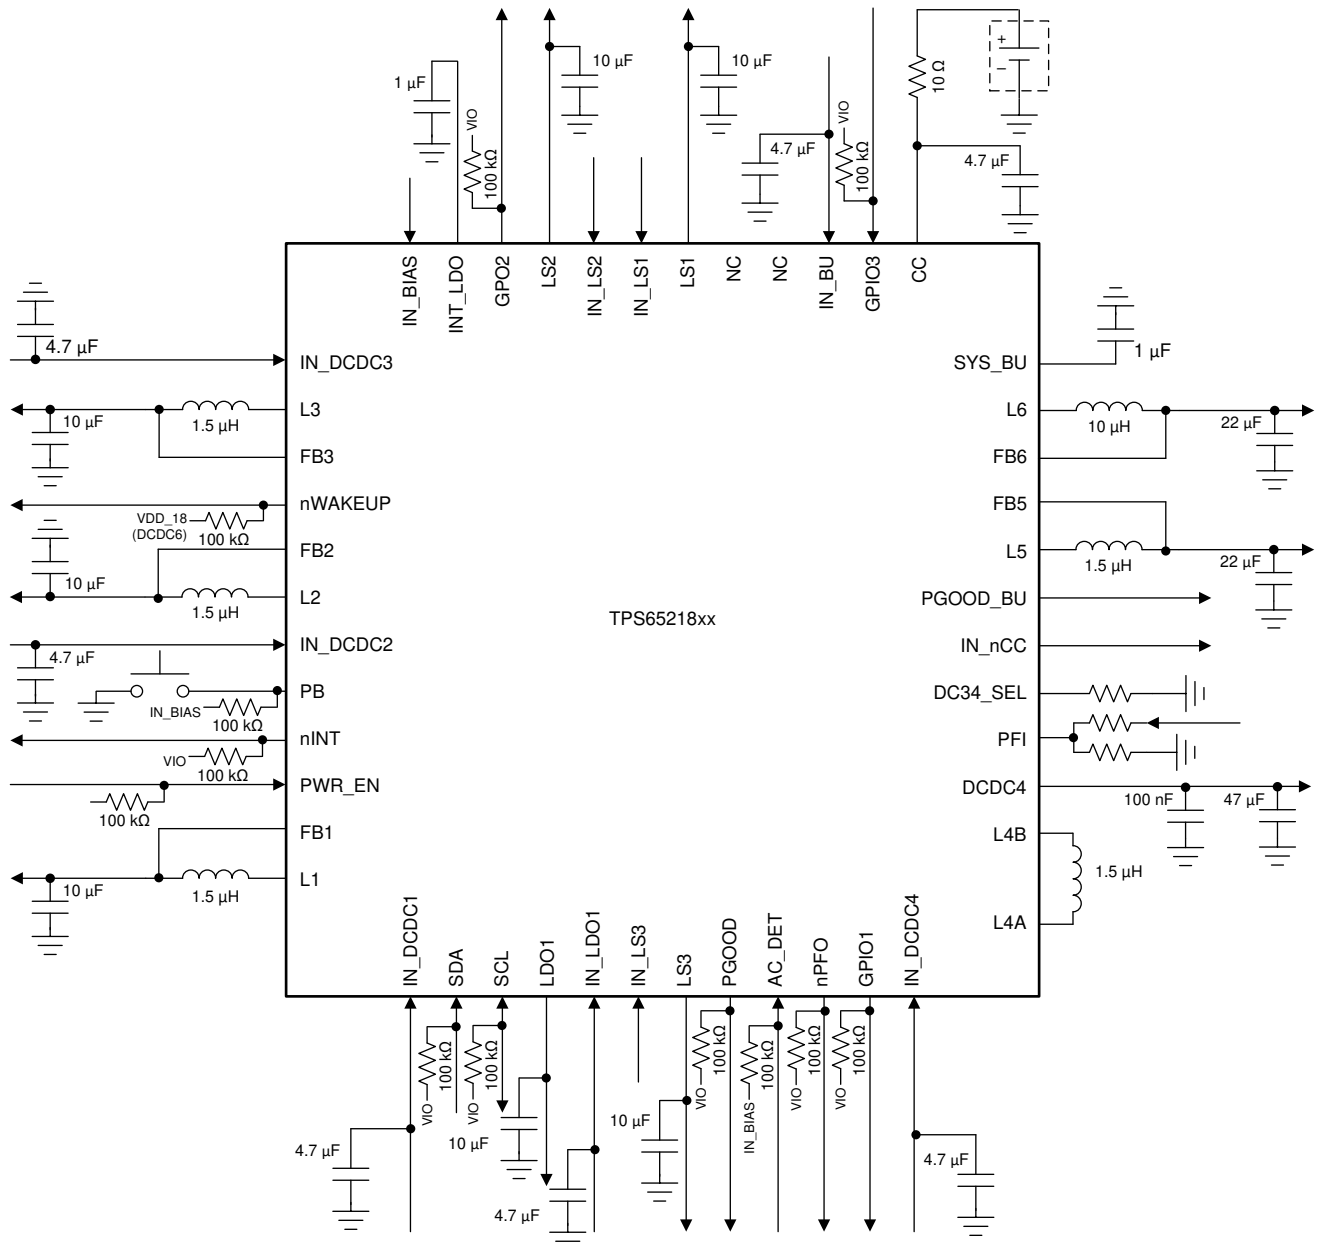 1 µF
VIO
100 kΩ
10 µF
10 µF
4.7 µF
VIO
100 kΩ
10 Ω
+
−
4.7 µF
IN_BIAS
INT_LDO
GPO2
LS2
IN_LS2
IN_LS1
LS1
NC
NC
IN_BU
GPIO3
CC
4.7 µF
IN_DCDC3
10 µF
1.5 µH
L3
FB3
nWAKEUP
VDD_18
(DCDC6)
100 kΩ
FB2
10 µF
1.5 µH
L2
IN_DCDC2
4.7 µF
PB
IN_BIAS
100 kΩ
nINT
VIO
100 kΩ
PWR_EN
100 kΩ
FB1
10 µF
1.5 µH
L1
TPS65218xx
SYS_BU
1 µF
L6
10 µH
22 µF
FB6
FB5
L5
1.5 µH
22 µF
PGOOD_BU
IN_nCC
DC34_SEL
PFI
DCDC4
100 nF
47 µF
L4B
1.5 µH
L4A
IN_DCDC1
SDA
SCL
LDO1
IN_LDO1
IN_LS3
LS3
PGOOD
AC_DET
nPFO
GPIO1
IN_DCDC4
4.7 µF
VIO
100 kΩ
VIO
100 kΩ
10 µF
4.7 µF
10 µF
VIO
100 kΩ
IN_BIAS
100 kΩ
VIO
100 kΩ
VIO
100 kΩ
4.7 µF